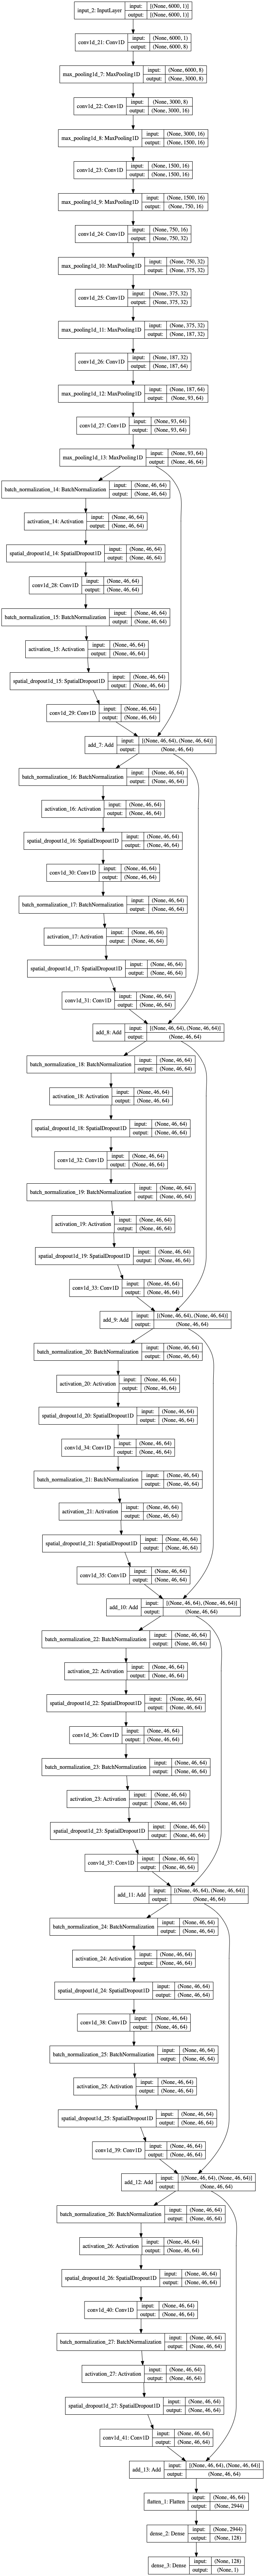 input_2: InputLayer input: [(None, 6000, 1)]
output: [(None, 6000, 1)]
conv1d_21: Conv1D input: (None, 6000, 1)
output: (None, 6000, 8)
max_pooling1d_7: MaxPooling1D input: (None, 6000, 8)
output: (None, 3000, 8)
conv1d_22: Conv1D input: (None, 3000, 8)
output: (None, 3000, 16)
max_pooling1d_8: MaxPooling1D input: (None, 3000, 16)
output: (None, 1500, 16)
conv1d_23: Conv1D input: (None, 1500, 16)
output: (None, 1500, 16)
max_pooling1d_9: MaxPooling1D input: (None, 1500, 16)
output: (None, 750, 16)
conv1d_24: Conv1D input: (None, 750, 16)
output: (None, 750, 32)
max_pooling1d_10: MaxPooling1D input: (None, 750, 32)
output: (None, 375, 32)
conv1d_25: Conv1D input: (None, 375, 32)
output: (None, 375, 32)
max_pooling1d_11: MaxPooling1D input: (None, 375, 32)
output: (None, 187, 32)
conv1d_26: Conv1D input: (None, 187, 32)
output: (None, 187, 64)
max_pooling1d_12: MaxPooling1D input: (None, 187, 64)
output: (None, 93, 64)
conv1d_27: Conv1D input: (None, 93, 64)
output: (None, 93, 64)
max_pooling1d_13: MaxPooling1D input: (None, 93, 64)
output: (None, 46, 64)
batch_normalization_14: BatchNormalization input: (None, 46, 64)
output: (None, 46, 64)
activation_14: Activation input: (None, 46, 64)
output: (None, 46, 64)
spatial_dropout1d_14: SpatialDropout1D input: (None, 46, 64)
output: (None, 46, 64)
conv1d_28: Conv1D input: (None, 46, 64)
output: (None, 46, 64)
batch_normalization_15: BatchNormalization input: (None, 46, 64)
output: (None, 46, 64)
activation_15: Activation input: (None, 46, 64)
output: (None, 46, 64)
spatial_dropout1d_15: SpatialDropout1D input: (None, 46, 64)
output: (None, 46, 64)
conv1d_29: Conv1D input: (None, 46, 64)
output: (None, 46, 64)
add_7: Add input: [(None, 46, 64), (None, 46, 64)]
output: (None, 46, 64)
batch_normalization_16: BatchNormalization input: (None, 46, 64)
output: (None, 46, 64)
activation_16: Activation input: (None, 46, 64)
output: (None, 46, 64)
spatial_dropout1d_16: SpatialDropout1D input: (None, 46, 64)
output: (None, 46, 64)
conv1d_30: Conv1D input: (None, 46, 64)
output: (None, 46, 64)
batch_normalization_17: BatchNormalization input: (None, 46, 64)
output: (None, 46, 64)
activation_17: Activation input: (None, 46, 64)
output: (None, 46, 64)
spatial_dropout1d_17: SpatialDropout1D input: (None, 46, 64)
output: (None, 46, 64)
conv1d_31: Conv1D input: (None, 46, 64)
output: (None, 46, 64)
add_8: Add input: [(None, 46, 64), (None, 46, 64)]
output: (None, 46, 64)
batch_normalization_18: BatchNormalization input: (None, 46, 64)
output: (None, 46, 64)
activation_18: Activation input: (None, 46, 64)
output: (None, 46, 64)
spatial_dropout1d_18: SpatialDropout1D input: (None, 46, 64)
output: (None, 46, 64)
conv1d_32: Conv1D input: (None, 46, 64)
output: (None, 46, 64)
batch_normalization_19: BatchNormalization input: (None, 46, 64)
output: (None, 46, 64)
activation_19: Activation input: (None, 46, 64)
output: (None, 46, 64)
spatial_dropout1d_19: SpatialDropout1D input: (None, 46, 64)
output: (None, 46, 64)
conv1d_33: Conv1D input: (None, 46, 64)
output: (None, 46, 64)
add_9: Add input: [(None, 46, 64), (None, 46, 64)]
output: (None, 46, 64)
batch_normalization_20: BatchNormalization input: (None, 46, 64)
output: (None, 46, 64)
activation_20: Activation input: (None, 46, 64)
output: (None, 46, 64)
spatial_dropout1d_20: SpatialDropout1D input: (None, 46, 64)
output: (None, 46, 64)
conv1d_34: Conv1D input: (None, 46, 64)
output: (None, 46, 64)
batch_normalization_21: BatchNormalization input: (None, 46, 64)
output: (None, 46, 64)
activation_21: Activation input: (None, 46, 64)
output: (None, 46, 64)
spatial_dropout1d_21: SpatialDropout1D input: (None, 46, 64)
output: (None, 46, 64)
conv1d_35: Conv1D input: (None, 46, 64)
output: (None, 46, 64)
add_10: Add input: [(None, 46, 64), (None, 46, 64)]
output: (None, 46, 64)
batch_normalization_22: BatchNormalization input: (None, 46, 64)
output: (None, 46, 64)
activation_22: Activation input: (None, 46, 64)
output: (None, 46, 64)
spatial_dropout1d_22: SpatialDropout1D input: (None, 46, 64)
output: (None, 46, 64)
conv1d_36: Conv1D input: (None, 46, 64)
output: (None, 46, 64)
batch_normalization_23: BatchNormalization input: (None, 46, 64)
output: (None, 46, 64)
activation_23: Activation input: (None, 46, 64)
output: (None, 46, 64)
spatial_dropout1d_23: SpatialDropout1D input: (None, 46, 64)
output: (None, 46, 64)
conv1d_37: Conv1D input: (None, 46, 64)
output: (None, 46, 64)
add_11: Add input: [(None, 46, 64), (None, 46, 64)]
output: (None, 46, 64)
batch_normalization_24: BatchNormalization input: (None, 46, 64)
output: (None, 46, 64)
activation_24: Activation input: (None, 46, 64)
output: (None, 46, 64)
spatial_dropout1d_24: SpatialDropout1D input: (None, 46, 64)
output: (None, 46, 64)
conv1d_38: Conv1D input: (None, 46, 64)
output: (None, 46, 64)
batch_normalization_25: BatchNormalization input: (None, 46, 64)
output: (None, 46, 64)
activation_25: Activation input: (None, 46, 64)
output: (None, 46, 64)
spatial_dropout1d_25: SpatialDropout1D input: (None, 46, 64)
output: (None, 46, 64)
conv1d_39: Conv1D input: (None, 46, 64)
output: (None, 46, 64)
add_12: Add input: [(None, 46, 64), (None, 46, 64)]
output: (None, 46, 64)
batch_normalization_26: BatchNormalization input: (None, 46, 64)
output: (None, 46, 64)
activation_26: Activation input: (None, 46, 64)
output: (None, 46, 64)
spatial_dropout1d_26: SpatialDropout1D input: (None, 46, 64)
output: (None, 46, 64)
conv1d_40: Conv1D input: (None, 46, 64)
output: (None, 46, 64)
batch_normalization_27: BatchNormalization input: (None, 46, 64)
output: (None, 46, 64)
activation_27: Activation input: (None, 46, 64)
output: (None, 46, 64)
spatial_dropout1d_27: SpatialDropout1D input: (None, 46, 64)
output: (None, 46, 64)
conv1d_41: Conv1D input: (None, 46, 64)
output: (None, 46, 64)
add_13: Add input: [(None, 46, 64), (None, 46, 64)]
output: (None, 46, 64)
flatten_1: Flatten input: (None, 46, 64)
output: (None, 2944)
dense_2: Dense input: (None, 2944)
output: (None, 128)
dense_3: Dense input: (None, 128)
output: (None, 1)